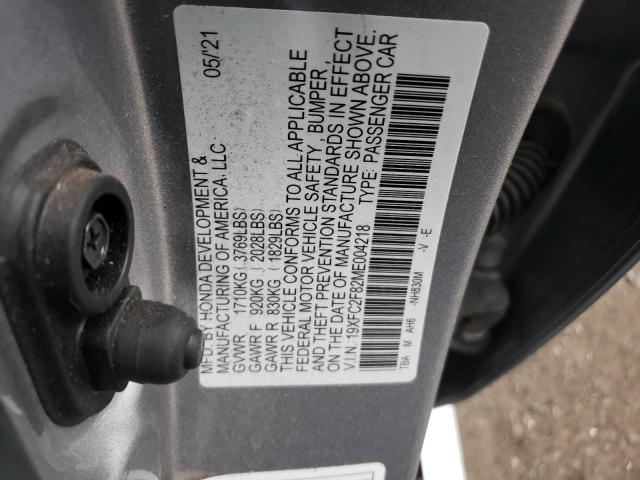 MFD. BY HONDA DEVELOPMENT & 05/'21
MANUFACTURING OF AMERICA, LLC
GVWR 1710KG(3769LBS)
GAWR F 920KG(2028LBS)
GAWR R 830KG(1829LBS)
THIS VEHICLE CONFORMS TO ALL APPLICABLE
FEDERAL MOTOR VEHICLE SAFETY, BUMPER,
AND THEFT PREVENTION STANDARDS IN EFFECT
ON THE DATE OF MANUFACTURE SHOWN ABOVE.
V.I.N: 19XFC2F82ME004218 TYPE: PASSENGER CAR
TBA M AH6 -NH830M -V -E